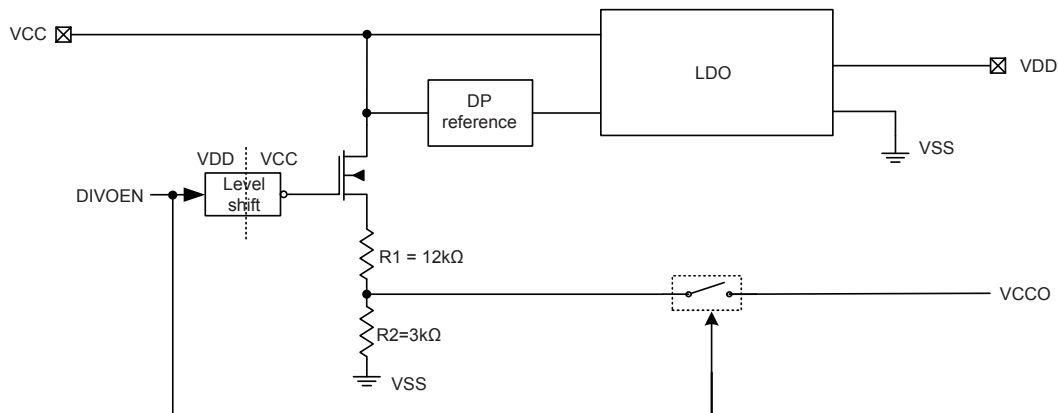 VCC
LDO
VDD
DP
reference
VSS
VDD VCC
DIVOEN
Level
shift
R1 = 12kΩ
VCCO
R2=3kΩ
VSS